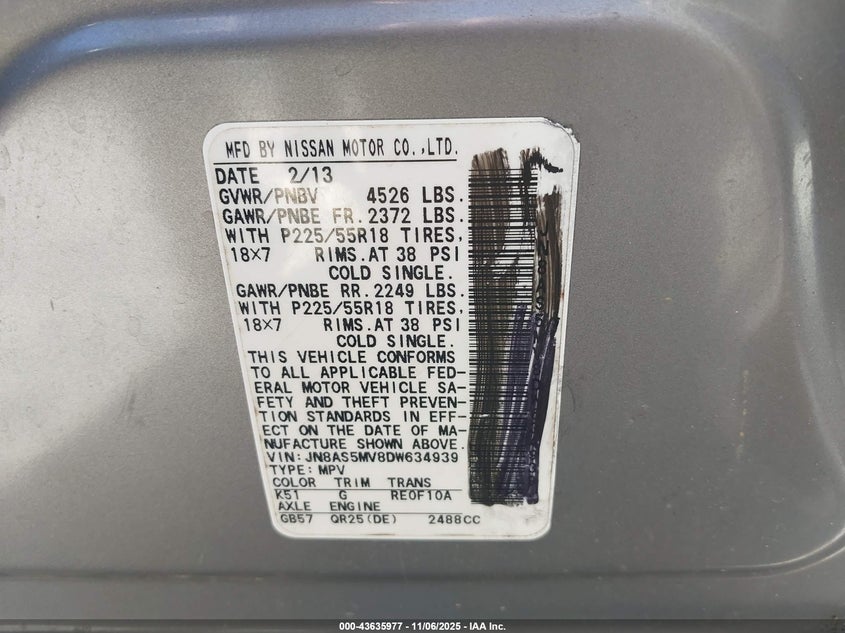 MFD BY NISSAN MOTOR CO.,LTD.
DATE 2/13
GVWR/PNBV 4526 LBS.
GAWR/PNBE FR. 2372 LBS.
WITH P225/55R18 TIRES,
18×7 RIMS.AT 38 PSI
COLD SINGLE.
GAWR/PNBE RR. 2249 LBS.
WITH P225/55R18 TIRES,
18×7 RIMS.AT 38 PSI
COLD SINGLE.
THIS VEHICLE CONFORMS
TO ALL APPLICABLE FED-
ERAL MOTOR VEHICLE SA-
FETY AND THEFT PREVEN-
TION STANDARDS IN EFF-
ECT ON THE DATE OF MA-
NUFACTURE SHOWN ABOVE.
VIN: JN8AS5MV8DW634939
TYPE: MPV
COLOR TRIM TRANS
K51 G RE0F10A
AXLE ENGINE
GB57 QR25(DE) 2488CC
000-43635977 - 11/06/2025 - IAA Inc.